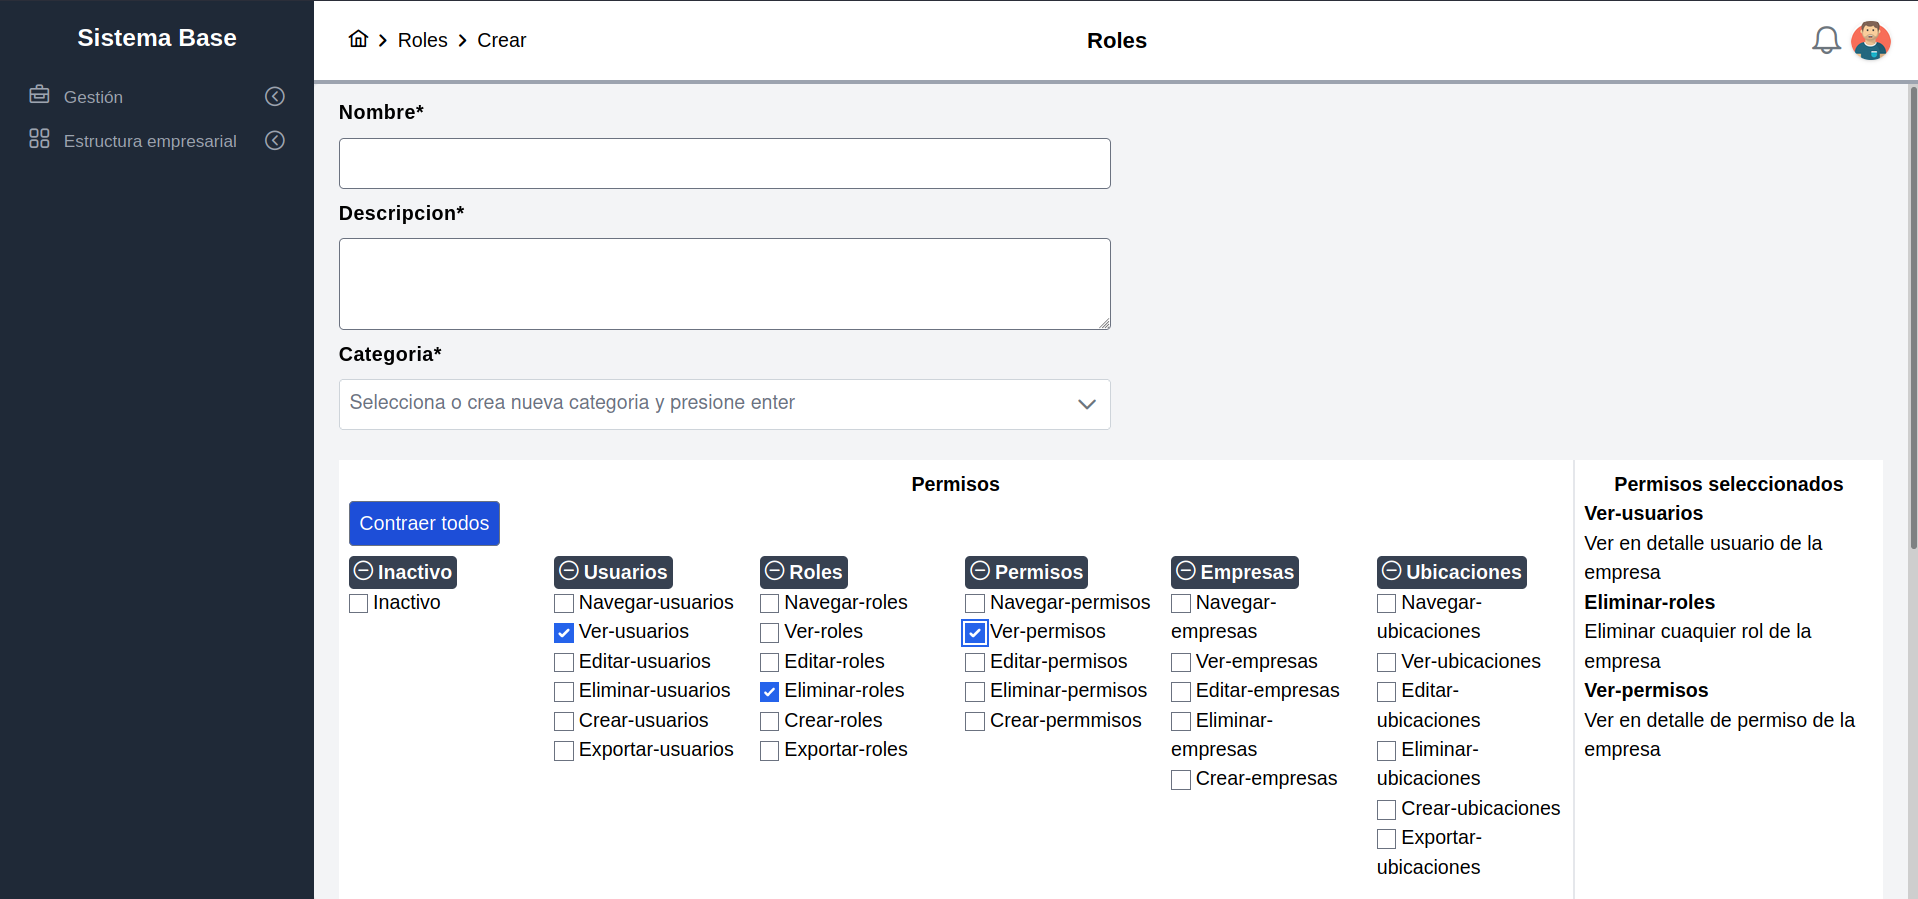 Sistema Base
Gestión
Estructura empresarial
Roles
Crear
Roles
Nombre*
Descripcion*
Categoria*
Selecciona o crea nueva categoria y presione enter
Permisos
Contraer todos
Inactivo
Inactivo
Usuarios
Navegar-usuarios
Ver-usuarios
Editar-usuarios
Eliminar-usuarios
Crear-usuarios
Exportar-usuarios
Roles
Navegar-roles
Ver-roles
Editar-roles
Eliminar-roles
Crear-roles
Exportar-roles
Permisos
Navegar-permisos
Ver-permisos
Editar-permisos
Eliminar-permisos
Crear-permmisos
Empresas
Navegar-
empresas
Ver-empresas
Editar-empresas
Eliminar-
empresas
Crear-empresas
Ubicaciones
Navegar-
ubicaciones
Ver-ubicaciones
Editar-
ubicaciones
Eliminar-
ubicaciones
Crear-ubicaciones
Exportar-
ubicaciones
Permisos seleccionados
Ver-usuarios
Ver en detalle usuario de la
empresa
Eliminar-roles
Eliminar cuaquier rol de la
empresa
Ver-permisos
Ver en detalle de permiso de la
empresa